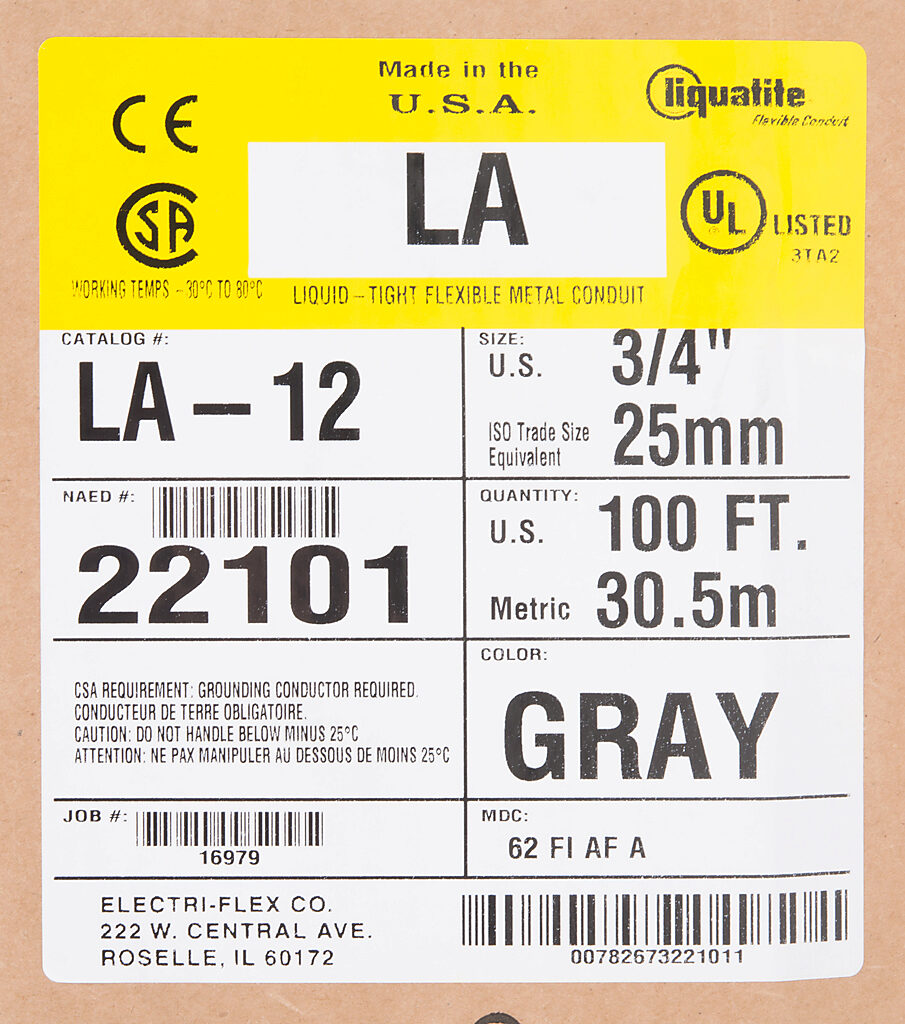 Made in the
U.S.A.
CE
liquatite
Flexible Conduit
LA
SA
UL
LISTED
3TA2
WORKING TEMPS -30°C TO 80°C
LIQUID-TIGHT FLEXIBLE METAL CONDUIT
CATALOG #:
LA-12
SIZE:
U.S. 3/4"
ISO Trade Size
Equivalent 25mm
NAED #:
22101
QUANTITY:
U.S. 100 FT.
Metric 30.5m
CSA REQUIREMENT: GROUNDING CONDUCTOR REQUIRED.
CONDUCTEUR DE TERRE OBLIGATOIRE.
CAUTION: DO NOT HANDLE BELOW MINUS 25°C
ATTENTION: NE PAX MANIPULER AU DESSOUS DE MOINS 25°C
COLOR:
GRAY
JOB #:
16979
MDC:
62 FI AF A
ELECTRI-FLEX CO.
222 W. CENTRAL AVE.
ROSELLE, IL 60172
00782673221011